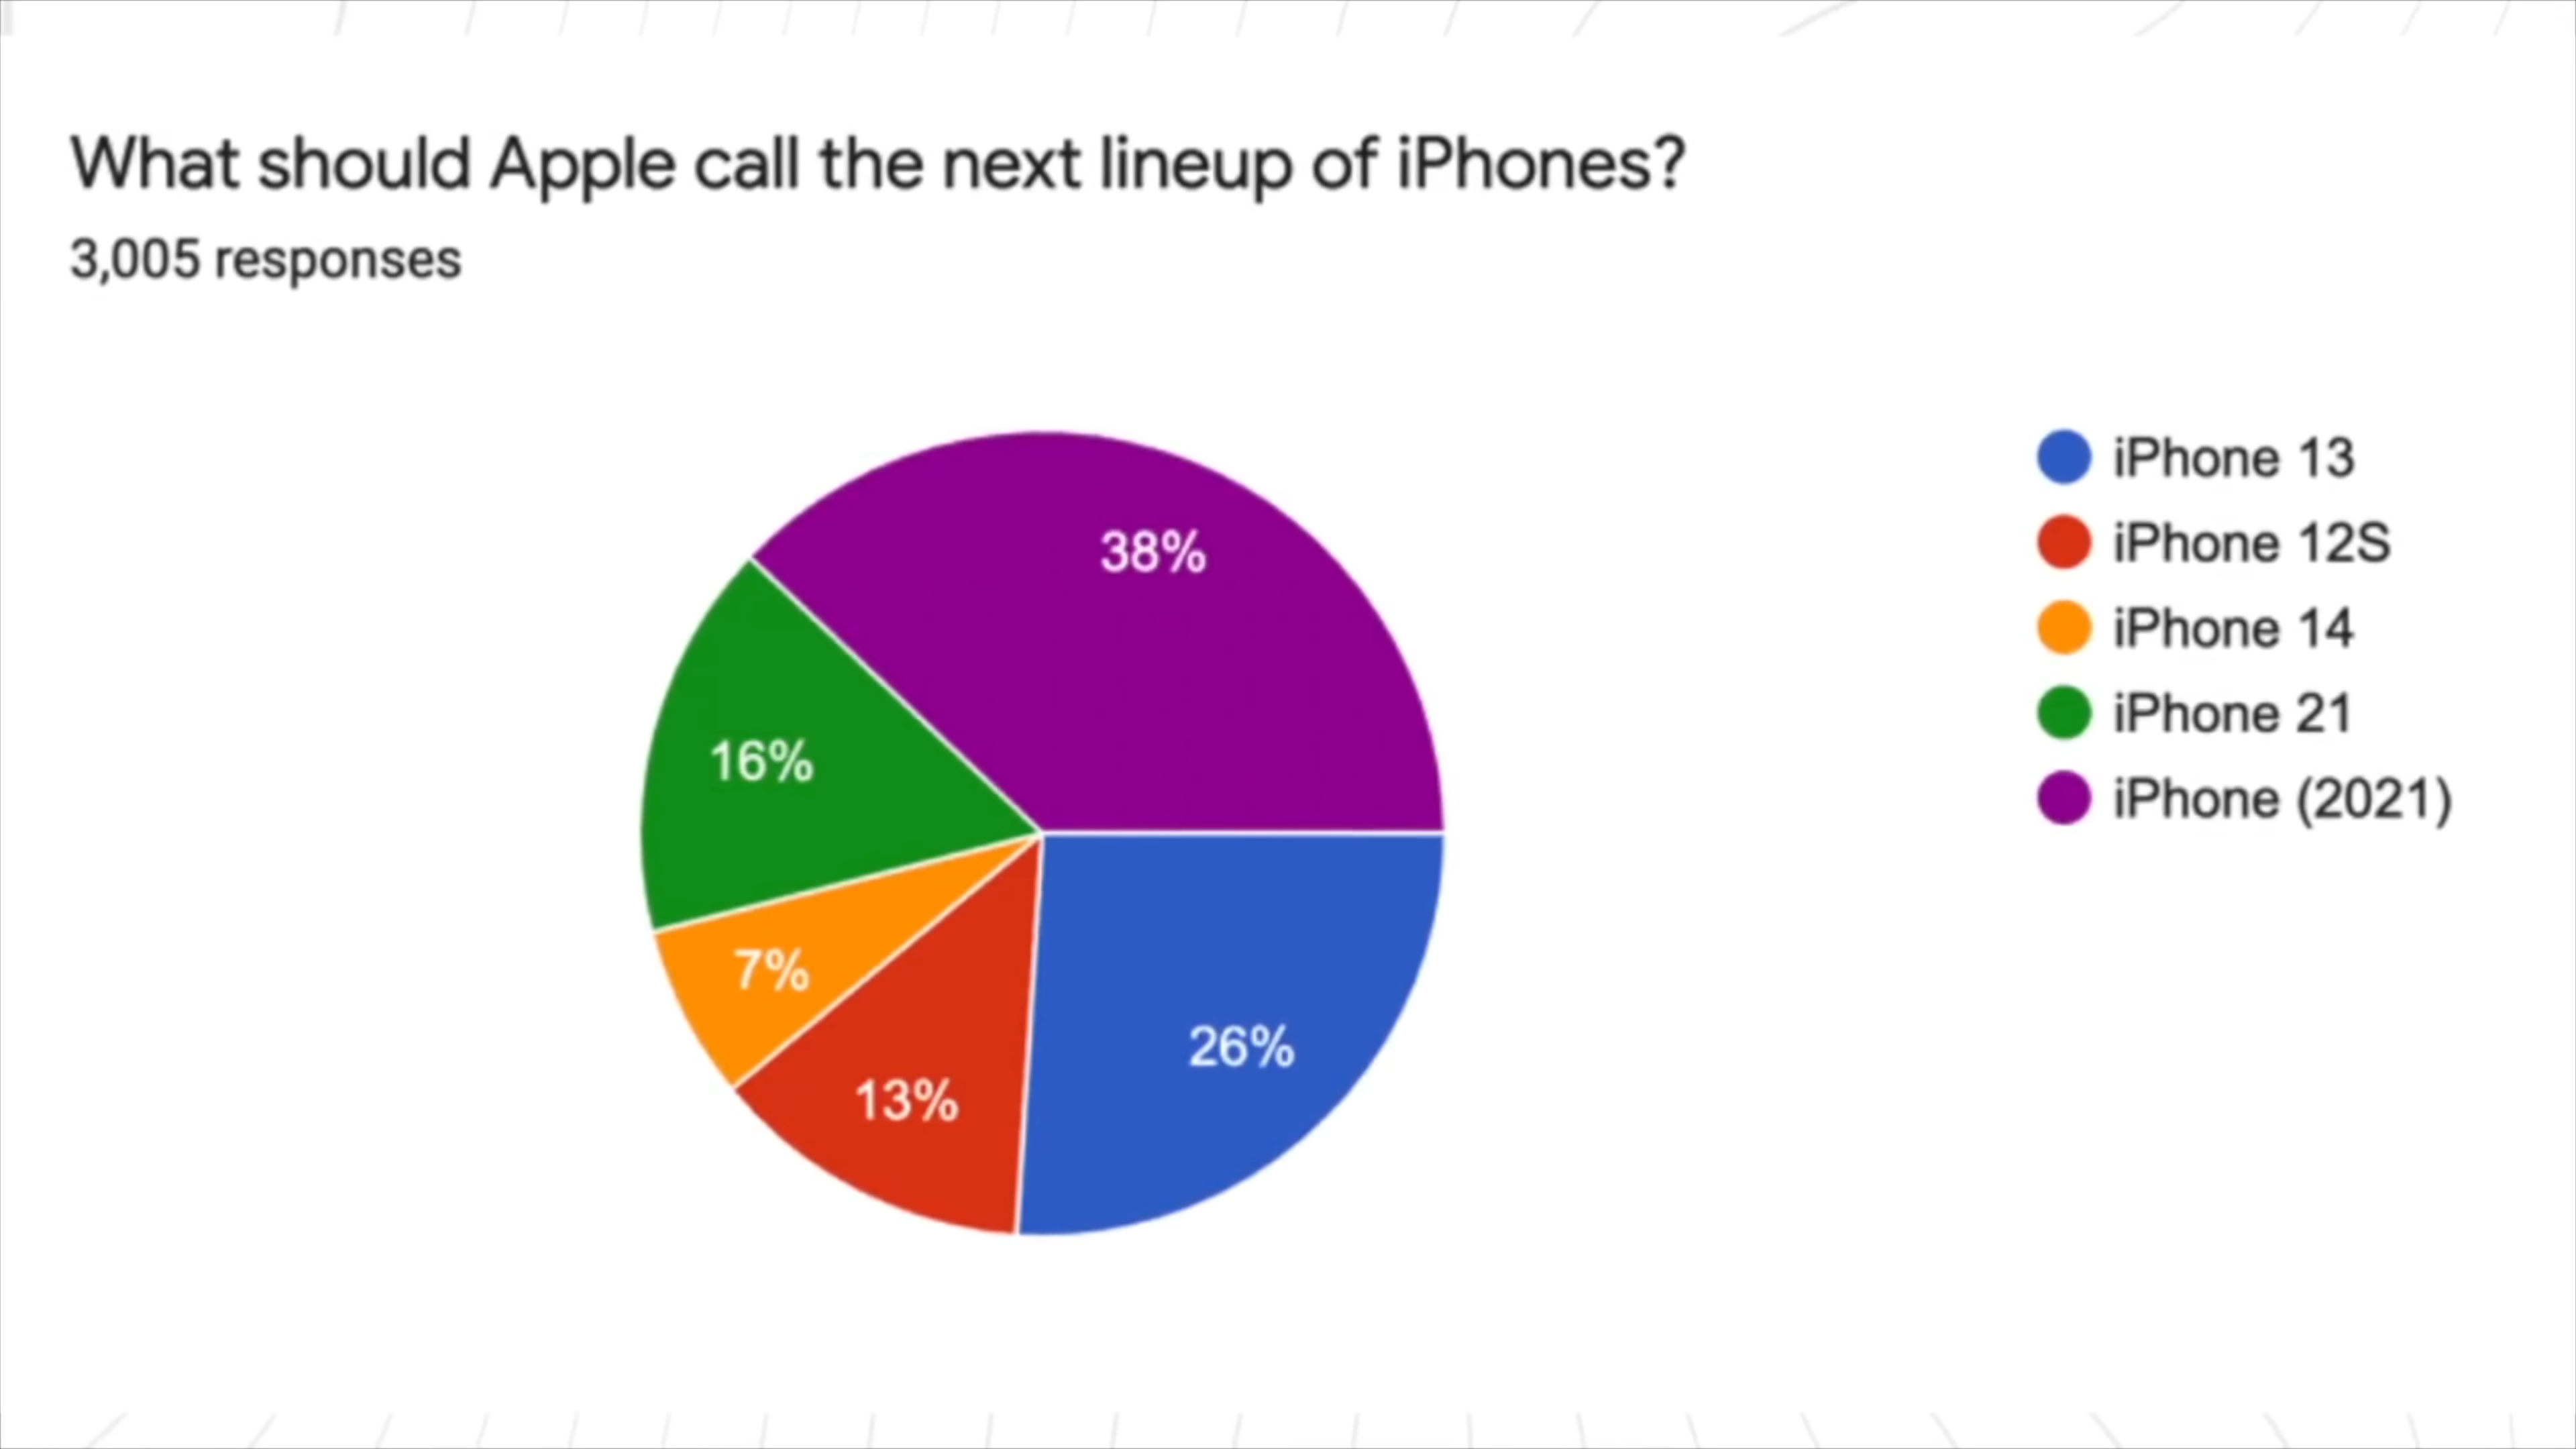 What should Apple call the next lineup of iPhones?
3,005 responses
38%
16%
7%
13%
26%
iPhone 13
iPhone 12S
iPhone 14
iPhone 21
iPhone (2021)